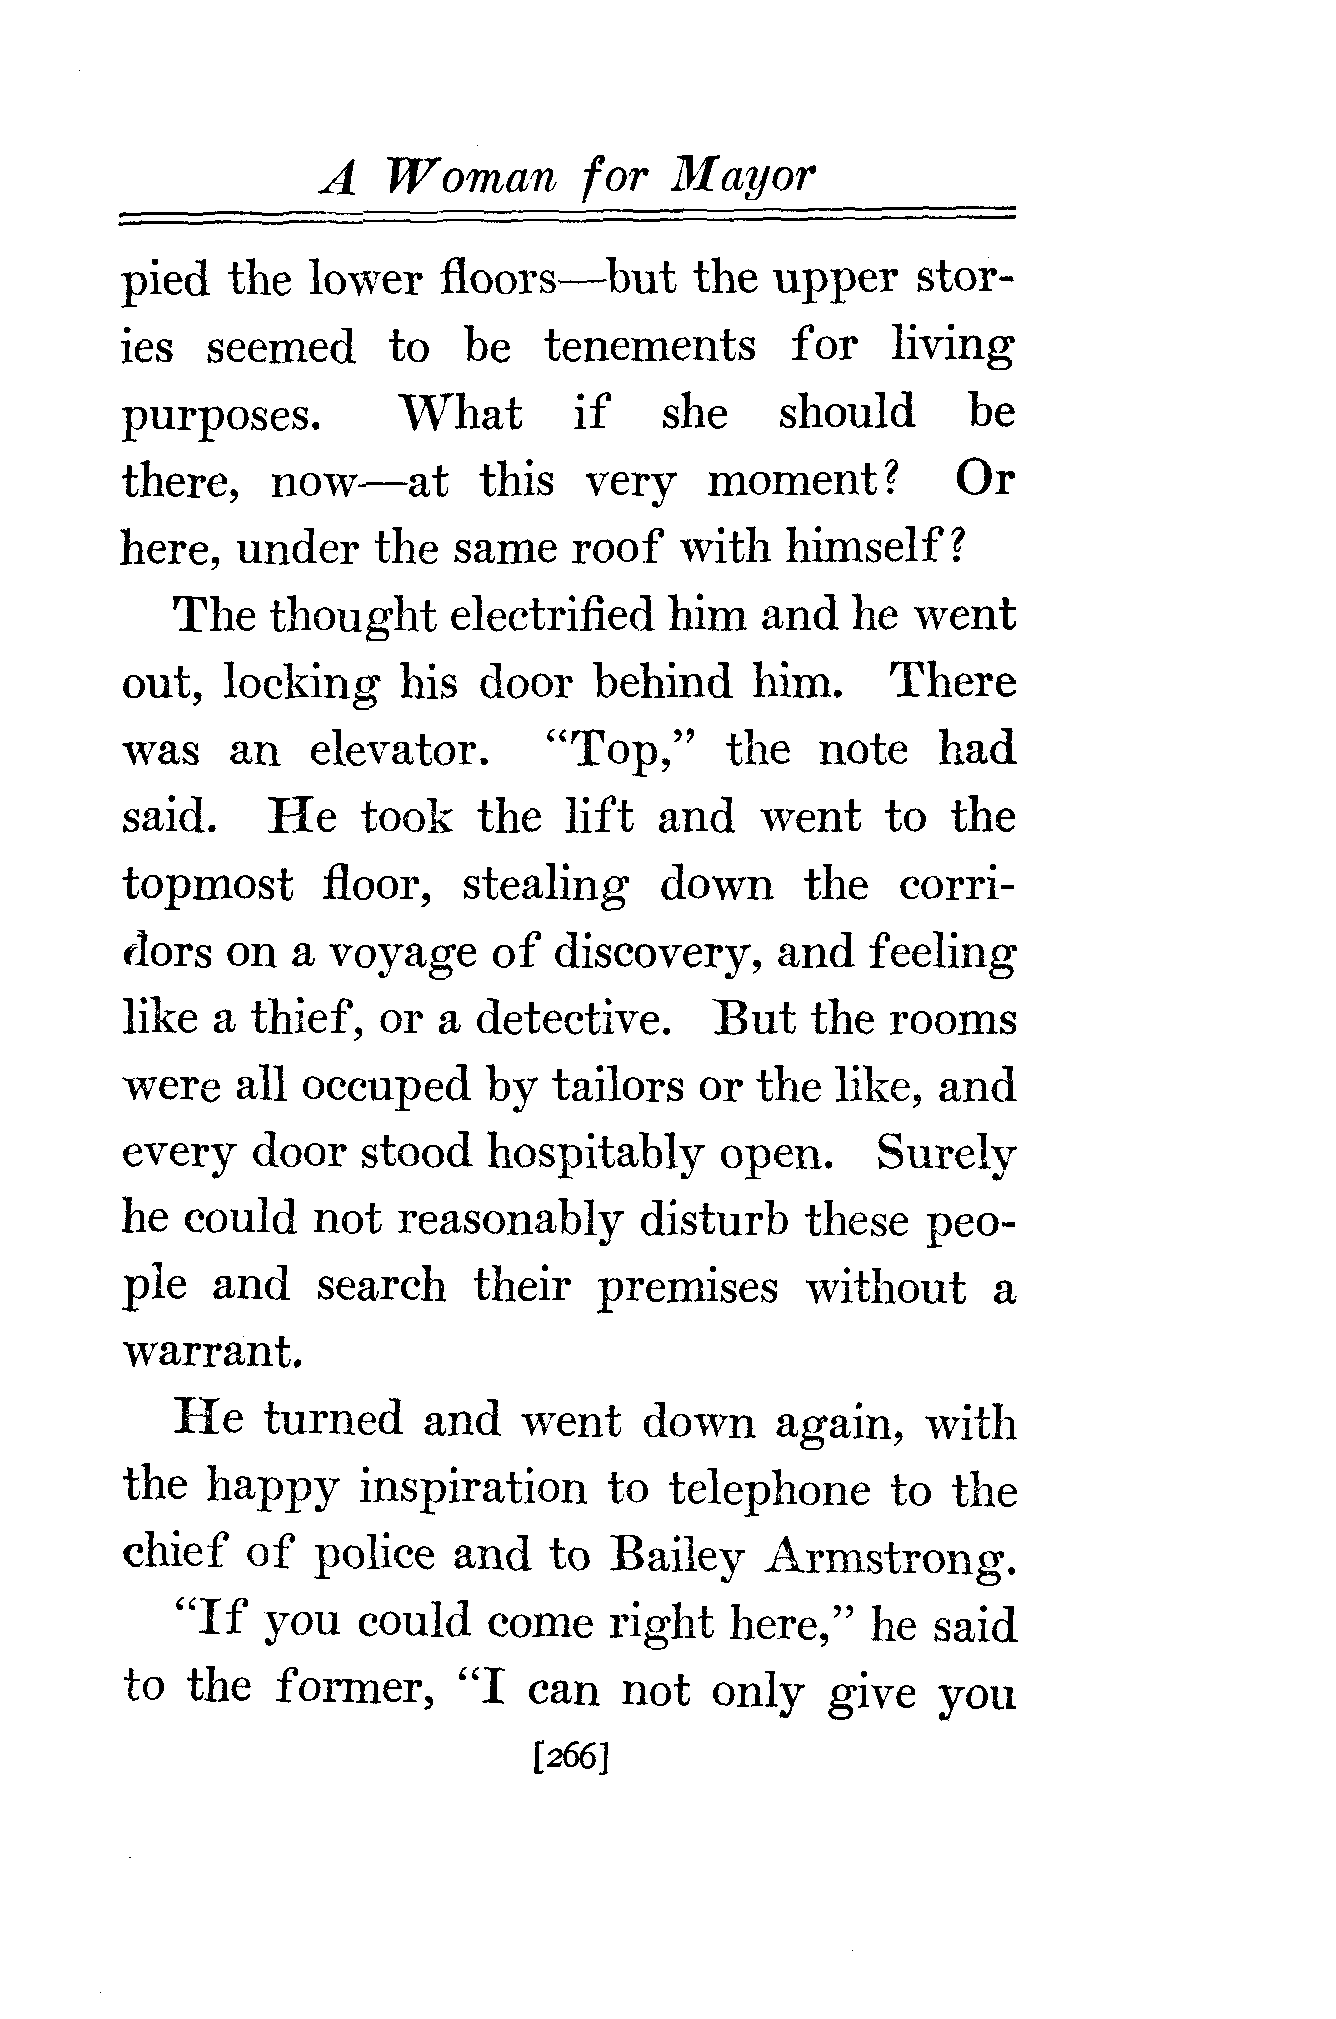 A Woman for Mayor
pied the lower floors—but the upper stor-
ies seemed to be tenements for living
purposes. What if she should be
there, now—at this very moment? Or
here, under the same roof with himself?
The thought electrified him and he went
out, locking his door behind him. There
was an elevator. "Top," the note had
said. He took the lift and went to the
topmost floor, stealing down the corri-
dors on a voyage of discovery, and feeling
like a thief, or a detective. But the rooms
were all occuped by tailors or the like, and
every door stood hospitably open. Surely
he could not reasonably disturb these peo-
ple and search their premises without a
warrant.
He turned and went down again, with
the happy inspiration to telephone to the
chief of police and to Bailey Armstrong.
"If you could come right here," he said
to the former, "I can not only give you
[266]